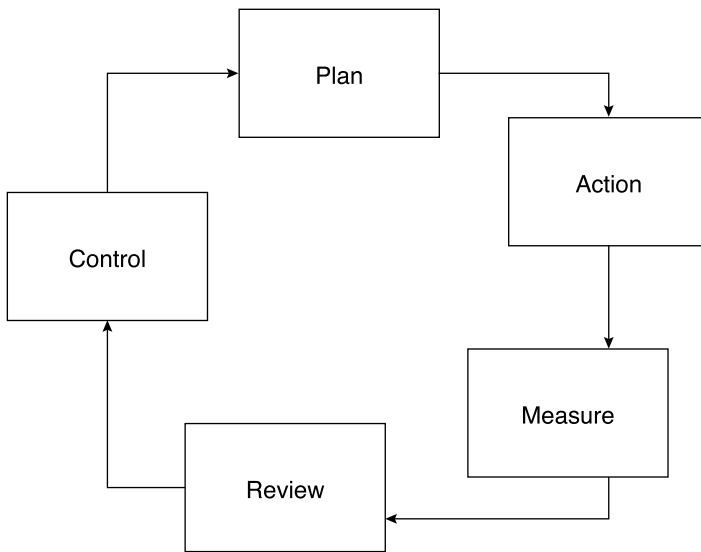 Plan
Action
Measure
Review
Control